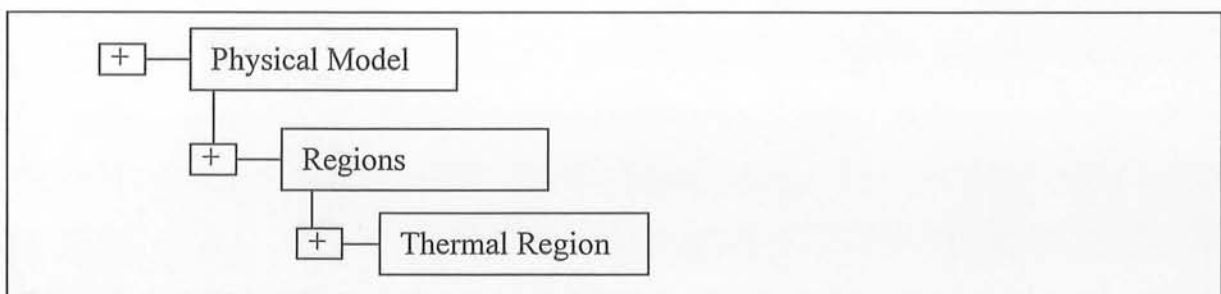 + Physical Model
+ Regions
+ Thermal Region